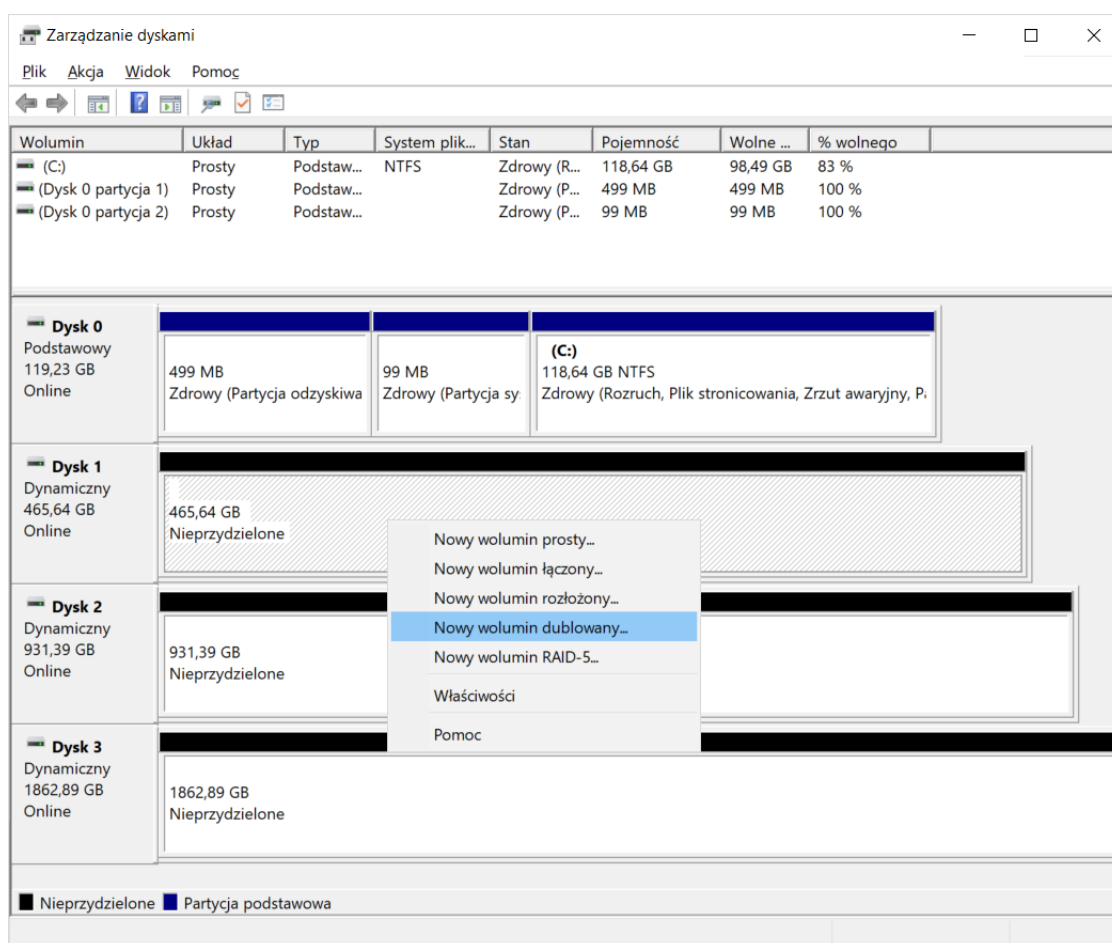 Zarządzanie dyskami
Plik Akcja Widok Pomoc
Wolumin Układ Typ System plik... Stan Pojemność Wolne ... % wolnego
(C:) Prosty Podstaw... NTFS Zdrowy (R... 118,64 GB 98,49 GB 83 %
(Dysk 0 partycja 1) Prosty Podstaw... Zdrowy (P... 499 MB 499 MB 100 %
(Dysk 0 partycja 2) Prosty Podstaw... Zdrowy (P... 99 MB 99 MB 100 %
Dysk 0
Podstawowy
119,23 GB
Online
499 MB
Zdrowy (Partycja odzyskiwa
99 MB
Zdrowy (Partycja sy
(C:)
118,64 GB NTFS
Zdrowy (Rozruch, Plik stronicowania, Zrzut awaryjny, Pa
Dysk 1
Dynamiczny
465,64 GB
Online
465,64 GB
Nieprzydzielone
Nowy wolumin prosty...
Nowy wolumin łączony...
Nowy wolumin rozłożony...
Nowy wolumin dublowany...
Nowy wolumin RAID-5...
Właściwości
Pomoc
Dysk 2
Dynamiczny
931,39 GB
Online
931,39 GB
Nieprzydzielone
Dysk 3
Dynamiczny
1862,89 GB
Online
1862,89 GB
Nieprzydzielone
Nieprzydzielone Partycja podstawowa